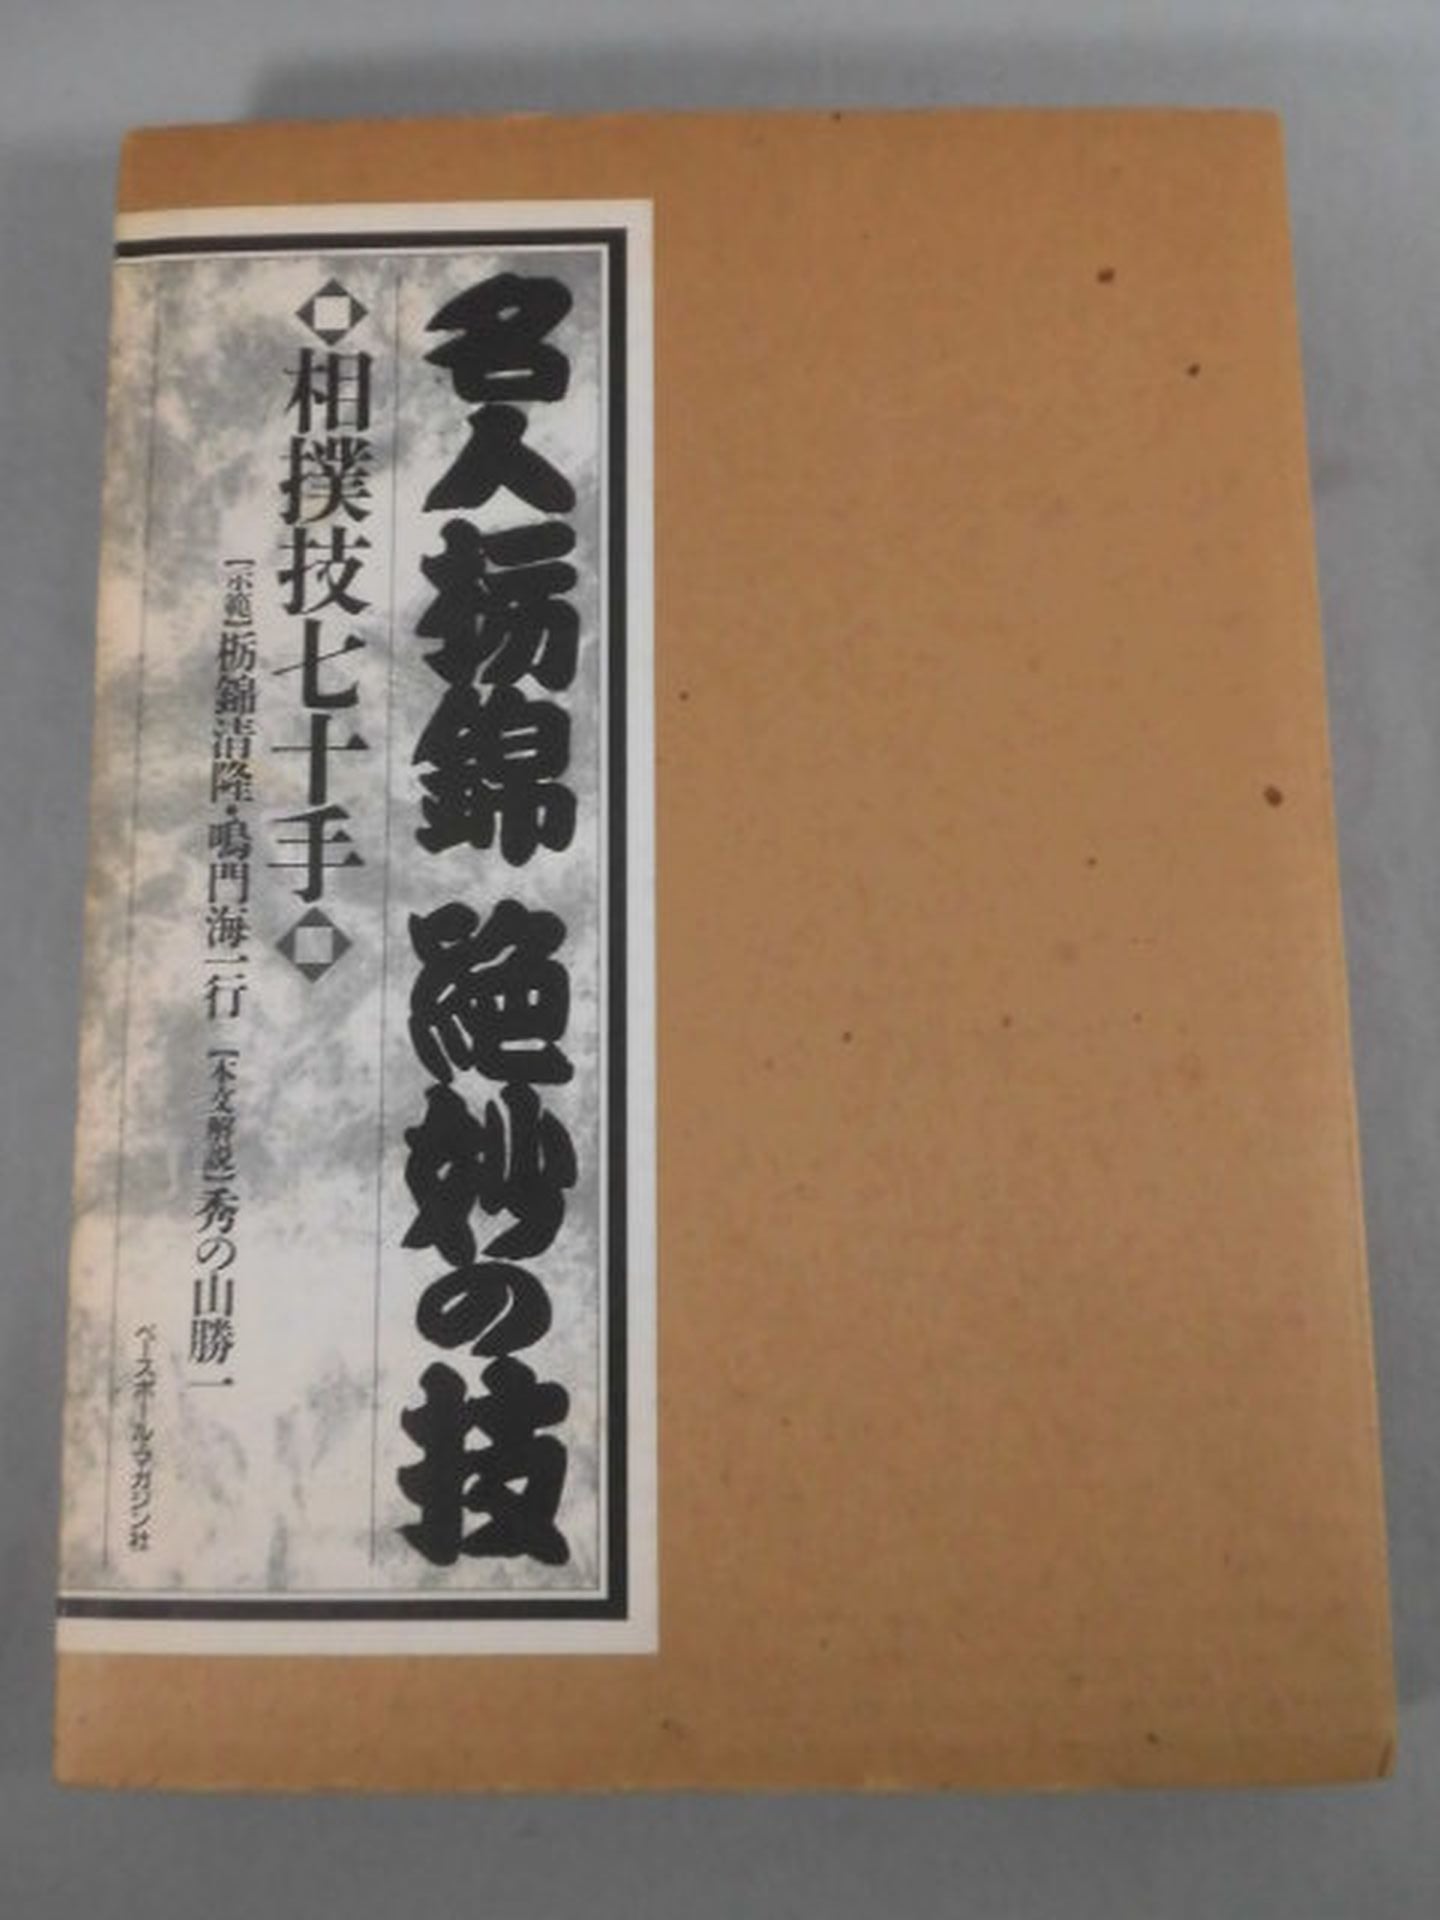 名人栃錦 絶妙の技
相撲技七十手
【示範】栃錦清隆・鳴門海一行 【本文解説】秀の山勝一
ベースボール・マガジン社